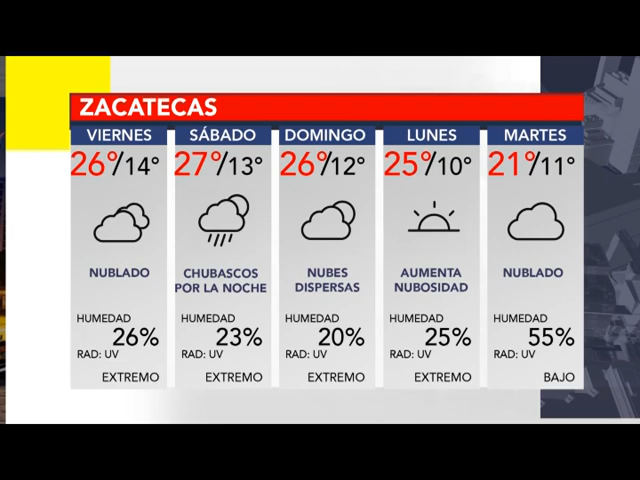 ZACATECAS
VIERNES
26°/14°
NUBLADO
HUMEDAD
26%
RAD: UV
EXTREMO
SÁBADO
27°/13°
CHUBASCOS
POR LA NOCHE
HUMEDAD
23%
RAD: UV
EXTREMO
DOMINGO
26°/12°
NUBES
DISPERSAS
HUMEDAD
20%
RAD: UV
EXTREMO
LUNES
25°/10°
AUMENTA
NUBOSIDAD
HUMEDAD
25%
RAD: UV
EXTREMO
MARTES
21°/11°
NUBLADO
HUMEDAD
55%
RAD: UV
BAJO